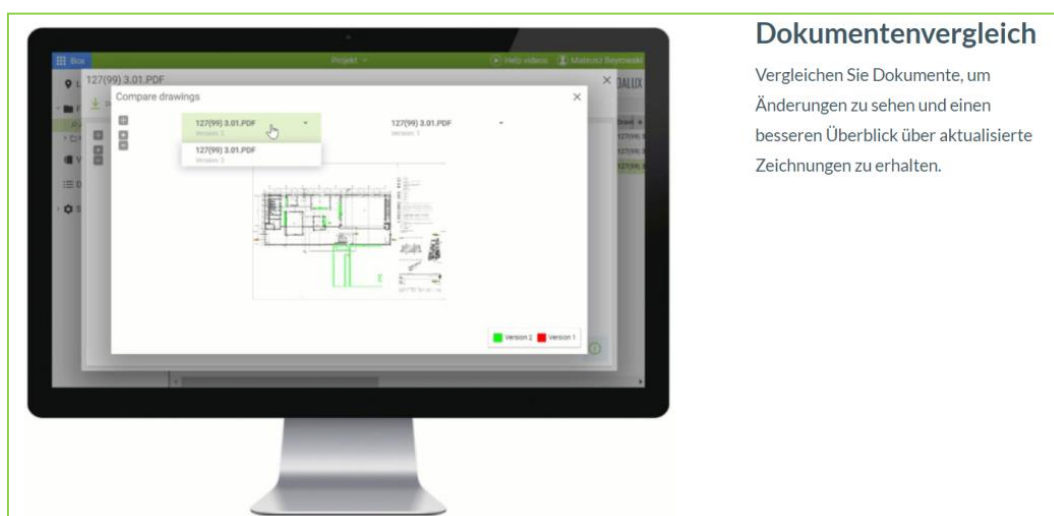 Dokumentenvergleich
Vergleichen Sie Dokumente, um
Änderungen zu sehen und einen
besseren Überblick über aktualisierte
Zeichnungen zu erhalten.
Box
Projekt
Help videos
127(99) 3.01.PDF
DALUX
Compare drawings
127(99) 3.01.PDF
Version: 2
127(99) 3.01.PDF
Version: 1
127(99) 3.01.PDF
Version: 2
Version 2
Version 1